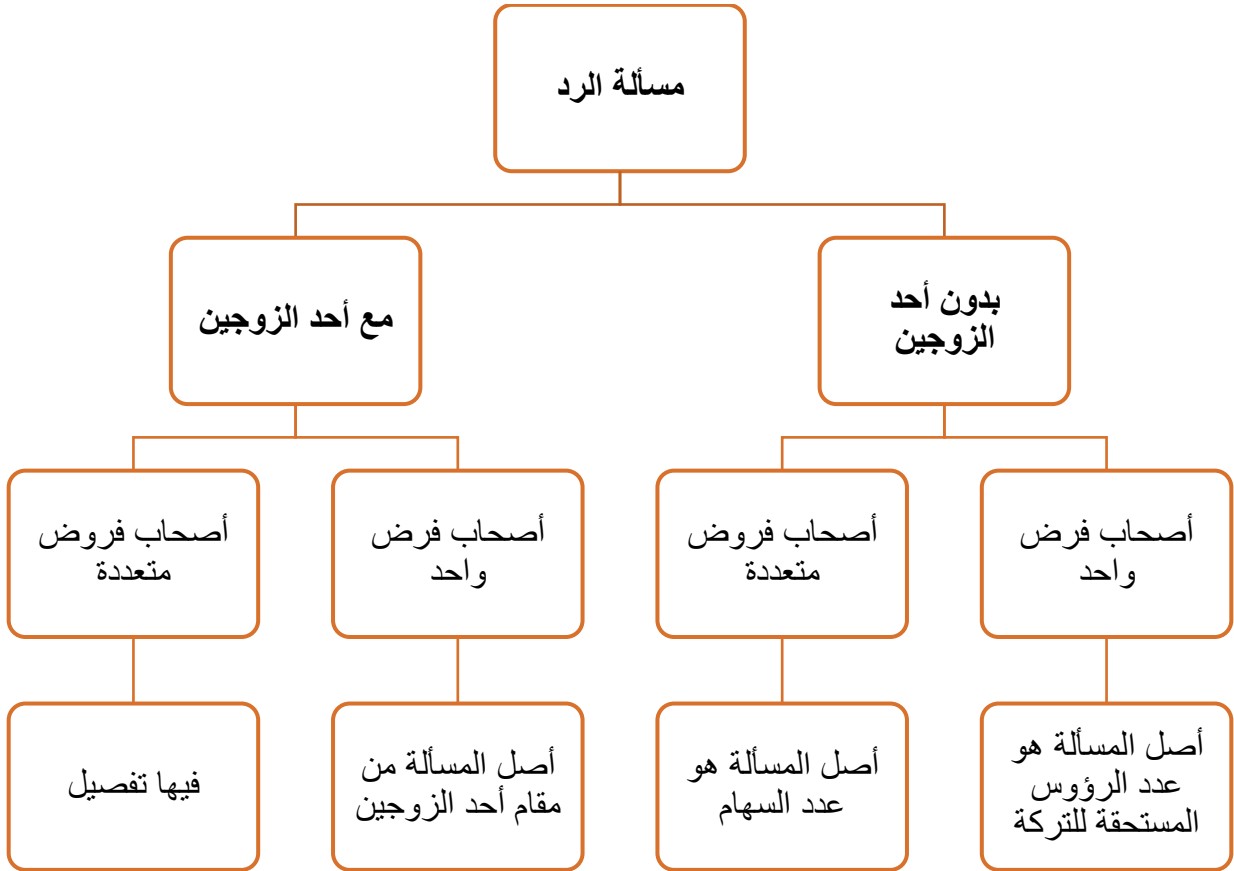 مسألة الرد
بدون أحد
الزوجين
مع أحد الزوجين
أصحاب فرض
واحد
أصحاب فروض
متعددة
أصحاب فرض
واحد
أصحاب فروض
متعددة
أصل المسألة هو
عدد الرؤوس
المستحقة للتركة
أصل المسألة هو
عدد السهام
أصل المسألة من
مقام أحد الزوجين
فيها تفصيل